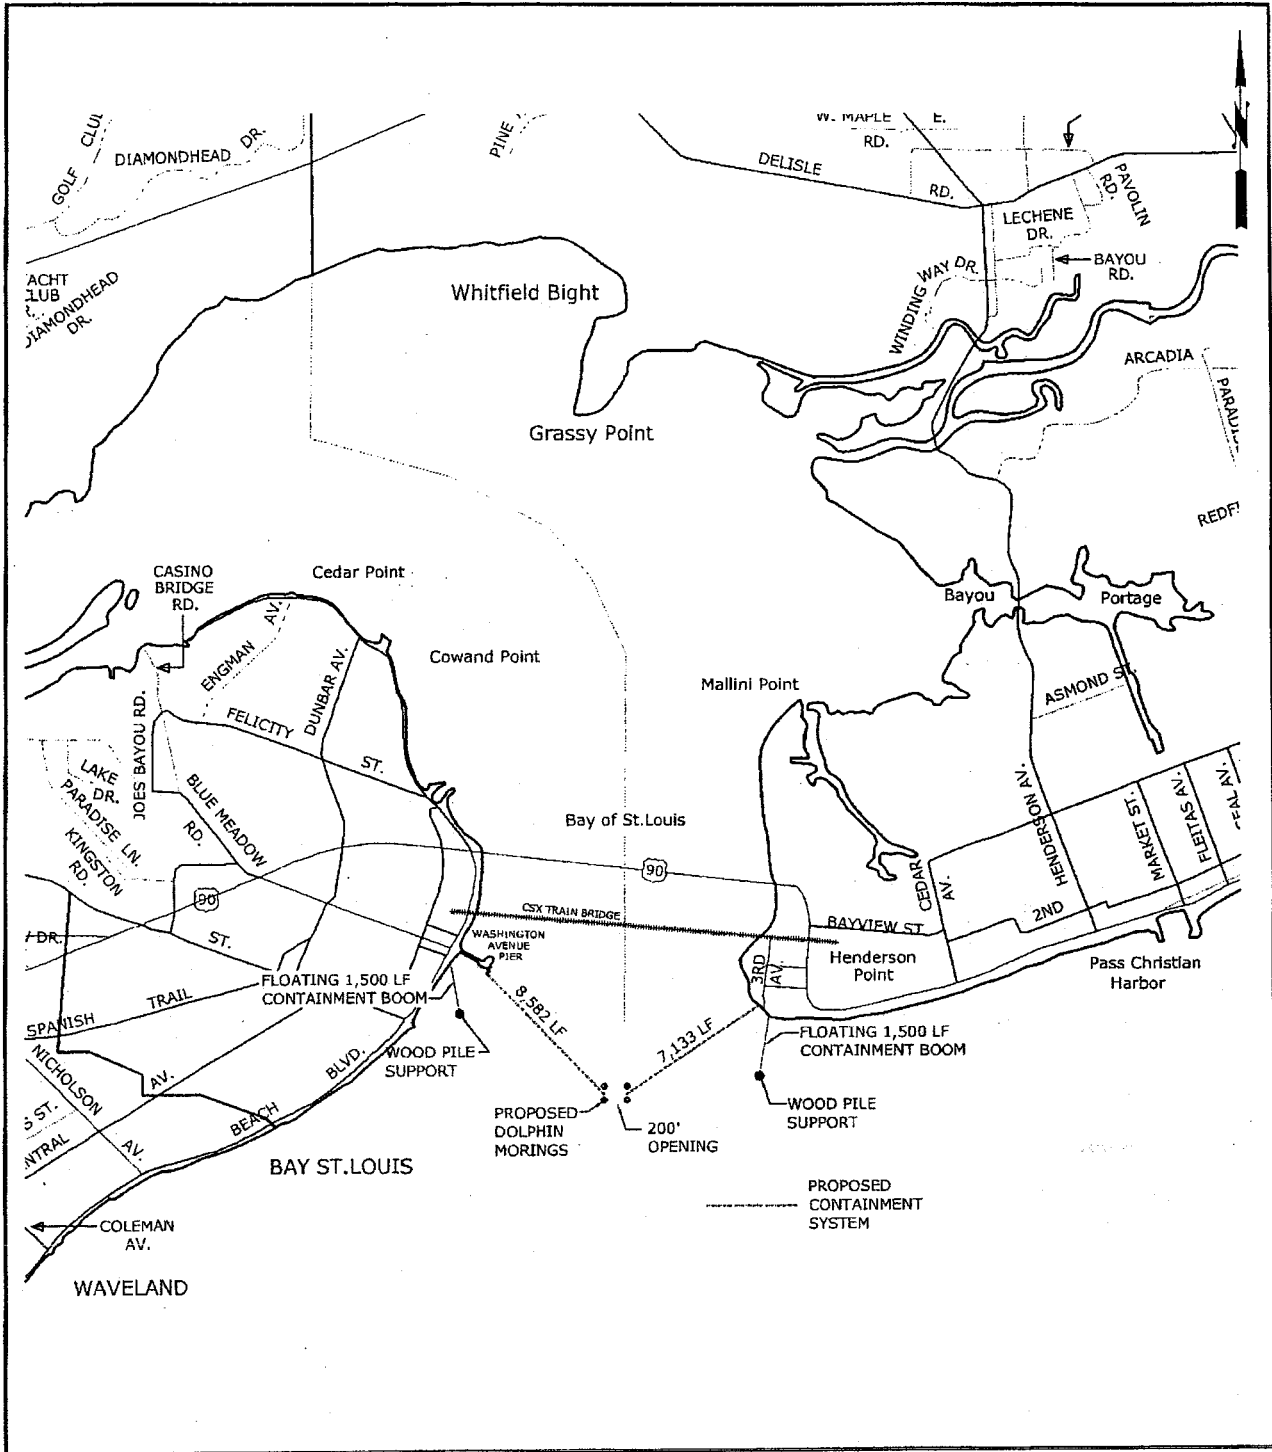 GOLF CLUB
DIAMONDHEAD DR.
PINE
W. MAPLE E.
RD.
DELISLE
RD.
PAVOLIN
RD.
LECHENE
DR.
BAYOU
RD.
WINDING WAY DR.
YACHT
CLUB
DIAMONDHEAD
DR.
Whitfield Bight
ARCADIA
Grassy Point
CASINO
BRIDGE
RD.
Cedar Point
Bayou
Portage
ENGMAN AV.
DUNBAR AV.
Cowand Point
Mallini Point
ASMOND ST.
JOES BAYOU RD.
FELICITY ST.
LAKE
DR.
PARADISE LN.
KINGSTON
RD.
BLUE MEADOW
RD.
Bay of St.Louis
90
90
HENDERSON AV.
MARKET ST.
FLEITAS AV.
CEDAR
AV.
2ND
CSX TRAIN BRIDGE
BAYVIEW ST.
DR.
ST.
WASHINGTON
AVENUE
PIER
3RD
AV.
Henderson
Point
Pass Christian
Harbor
FLOATING 1,500 LF
CONTAINMENT BOOM
8,582 LF
7,133 LF
SPANISH TRAIL
FLOATING 1,500 LF
CONTAINMENT BOOM
WOOD PILE
SUPPORT
NICHOLSON
AV.
AV.
BEACH BLVD.
WOOD PILE
SUPPORT
PROPOSED
DOLPHIN
MORINGS
200'
OPENING
BAY ST.LOUIS
PROPOSED
CONTAINMENT
SYSTEM
COLEMAN
AV.
WAVELAND